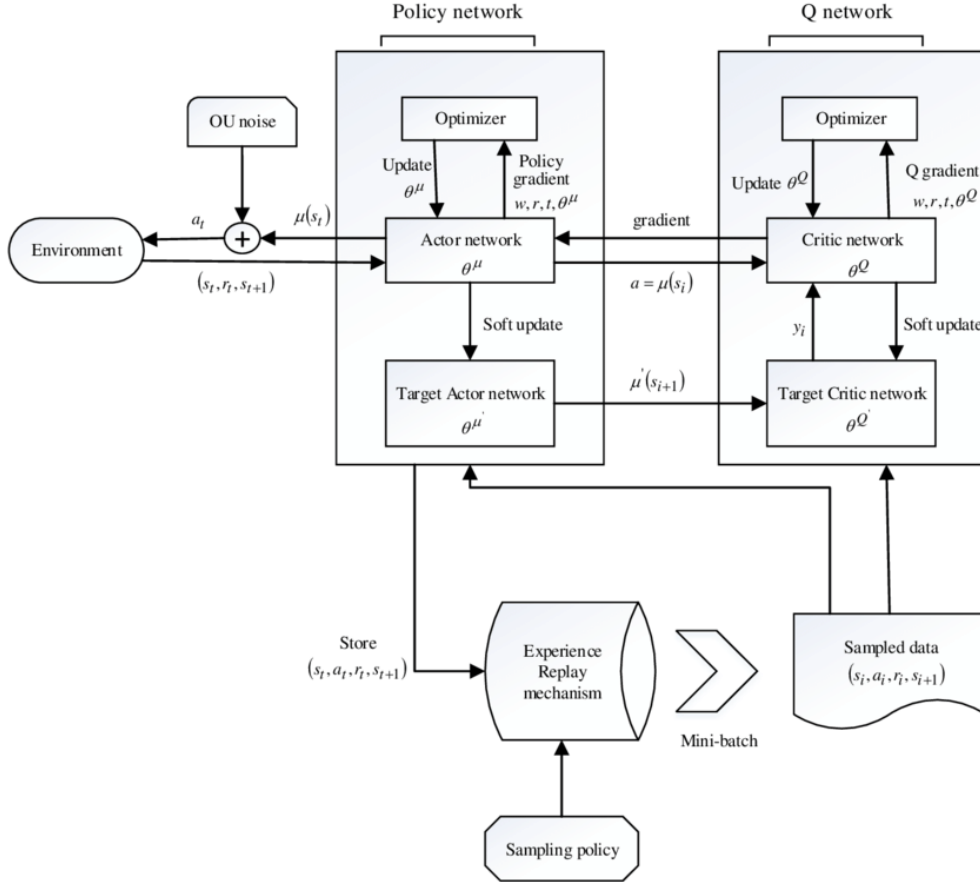 Policy network
Q network
OU noise
Optimizer
Optimizer
Update
θ^μ
Policy
gradient
w, r, t, θ^μ
Update θ^Q
Q gradient
w, r, t, θ^Q
Environment
a_t
+
μ(s_t)
(s_t, r_t, s_{t+1})
Actor network
θ^μ
gradient
a = μ(s_i)
Critic network
θ^Q
Soft update
y_i
Soft update
Target Actor network
θ^{μ'}
μ'(s_{i+1})
Target Critic network
θ^{Q'}
Store
(s_t, a_t, r_t, s_{t+1})
Experience
Replay
mechanism
Mini-batch
Sampled data
(s_i, a_i, r_i, s_{i+1})
Sampling policy